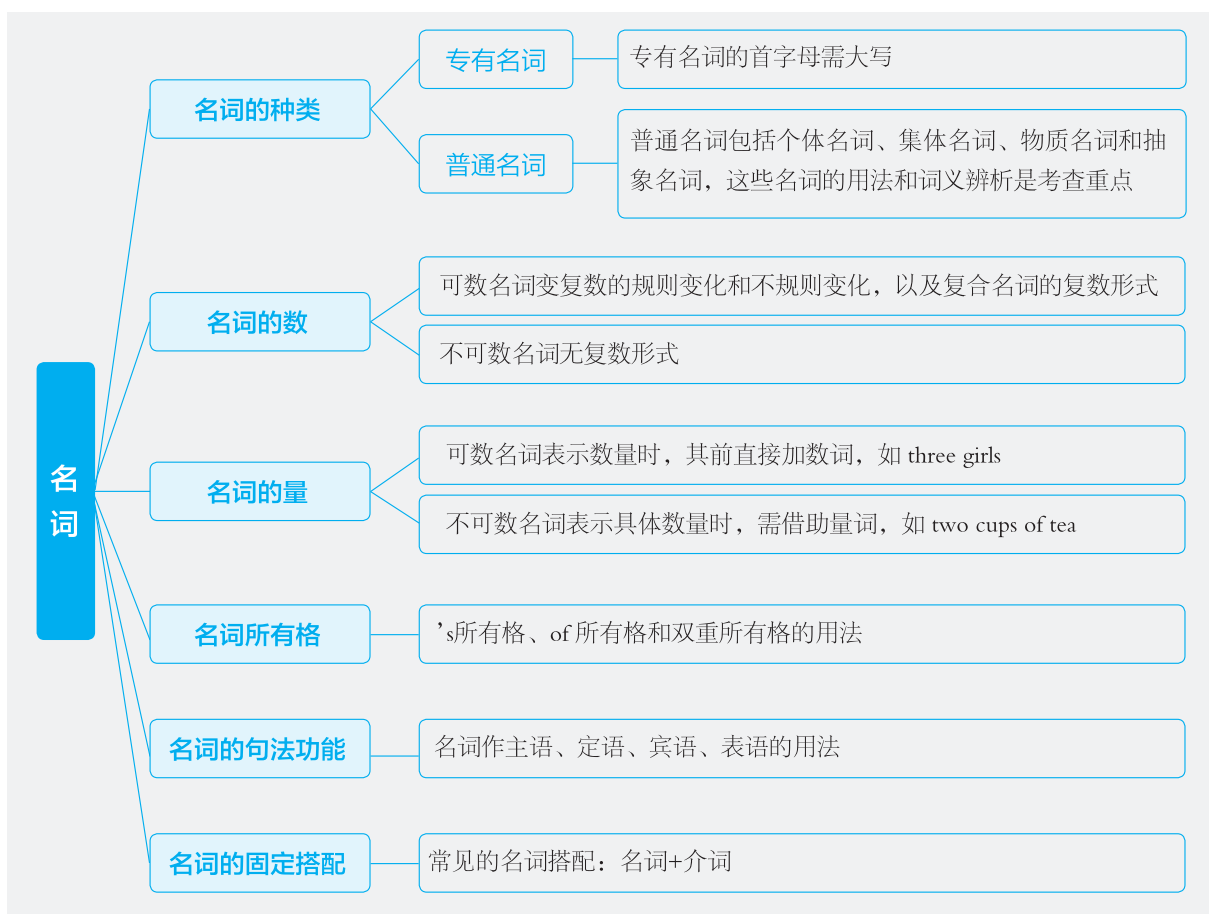 名
词
名词的种类
专有名词
专有名词的首字母需大写
普通名词
普通名词包括个体名词、集体名词、物质名词和抽
象名词，这些名词的用法和词义辨析是考查重点
名词的数
可数名词变复数的规则变化和不规则变化，以及复合名词的复数形式
不可数名词无复数形式
名词的量
可数名词表示数量时，其前直接加数词，如 three girls
不可数名词表示具体数量时，需借助量词，如 two cups of tea
名词所有格
’s所有格、of 所有格和双重所有格的用法
名词的句法功能
名词作主语、定语、宾语、表语的用法
名词的固定搭配
常见的名词搭配：名词+介词